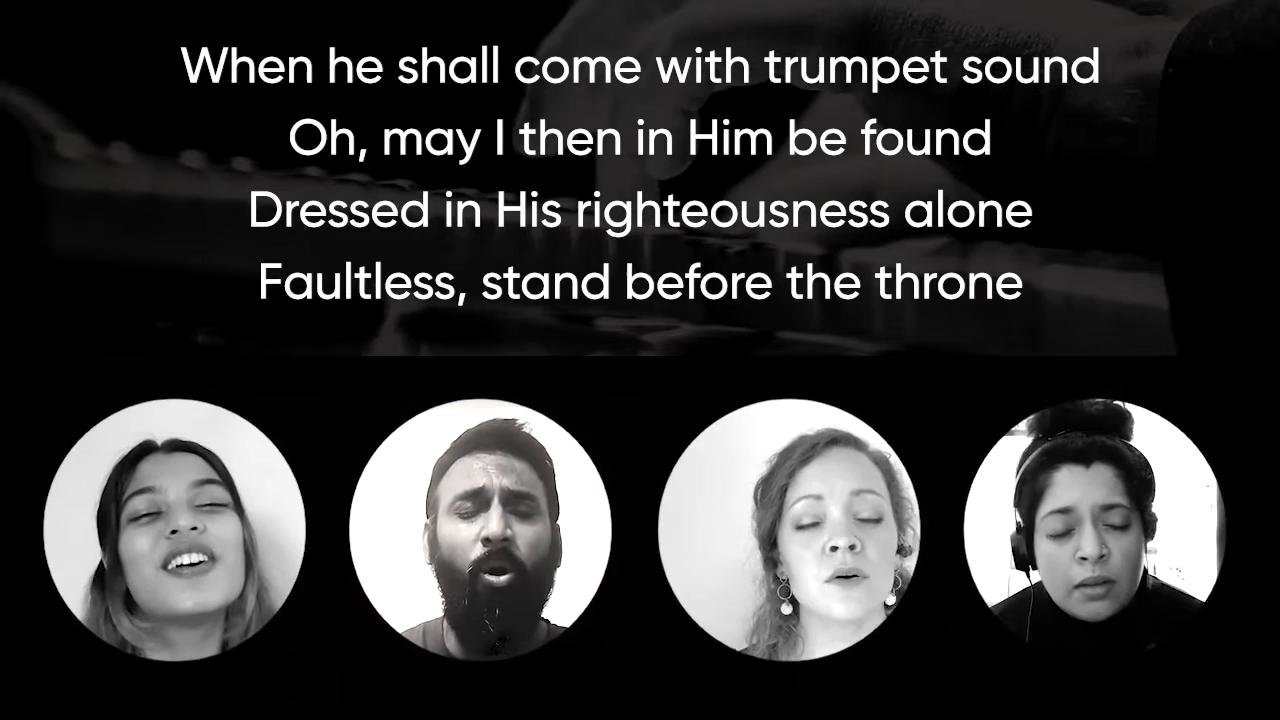 When he shall come with trumpet sound
Oh, may I then in Him be found
Dressed in His righteousness alone
Faultless, stand before the throne